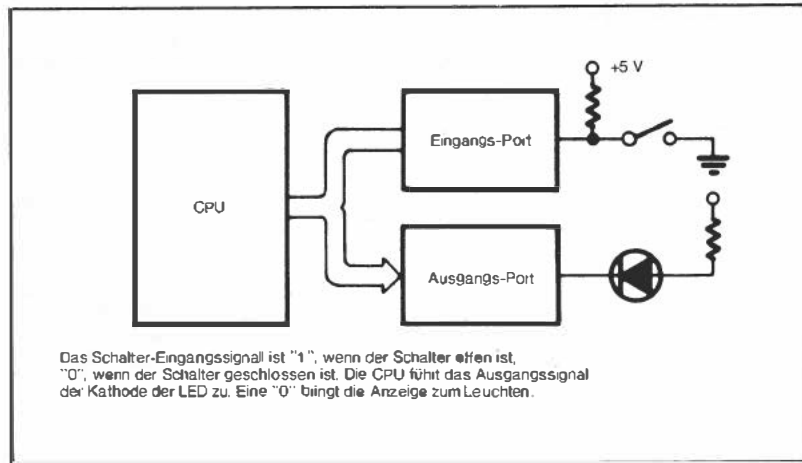 +5 V
Eingangs-Port
CPU
Ausgangs-Port
Das Schalter-Eingangssignall ist "1", wenn der Schalter offen ist,
"0", wenn der Schalter geschlossen ist. Die CPU führt das Ausgangssignal
der Kathode der LED zu. Eine "0" bringt die Anzeige zum Leuchten.